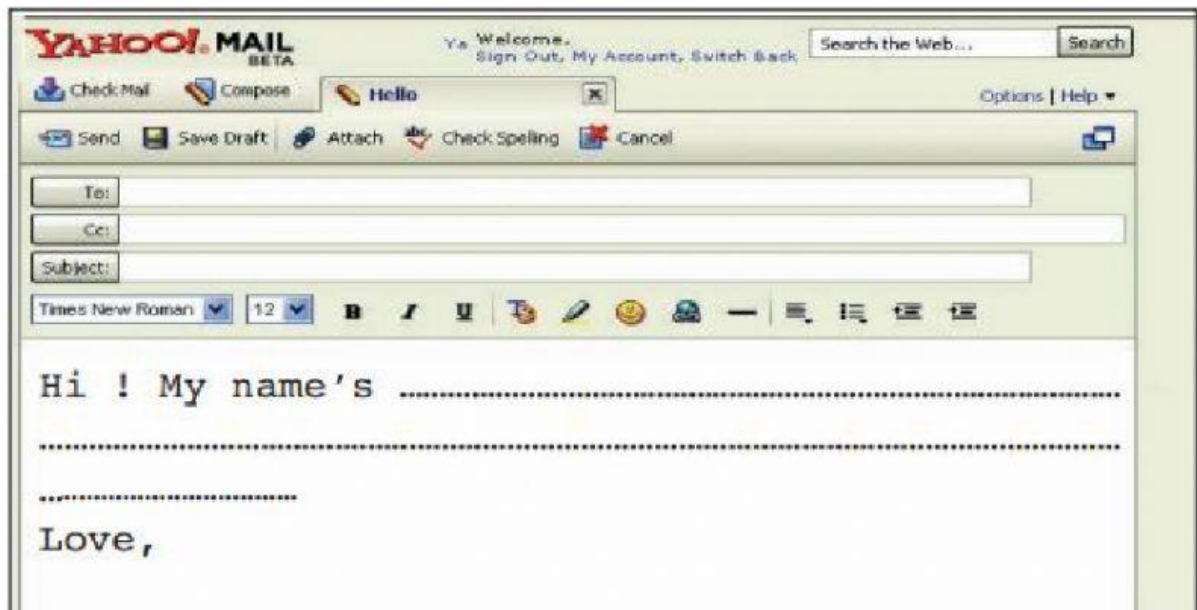 YAHOO! MAIL
BETA
Ya Welcome,
Sign Out, My Account, Switch Back
Search the Web...
Search
Check Mail
Compose
Hello
Options | Help
Send
Save Draft
Attach
Check Spelling
Cancel
To:
Cc:
Subject:
Times New Roman
12
B I U
Hi ! My name's ................................................................
................................................................................................
..............................
Love,